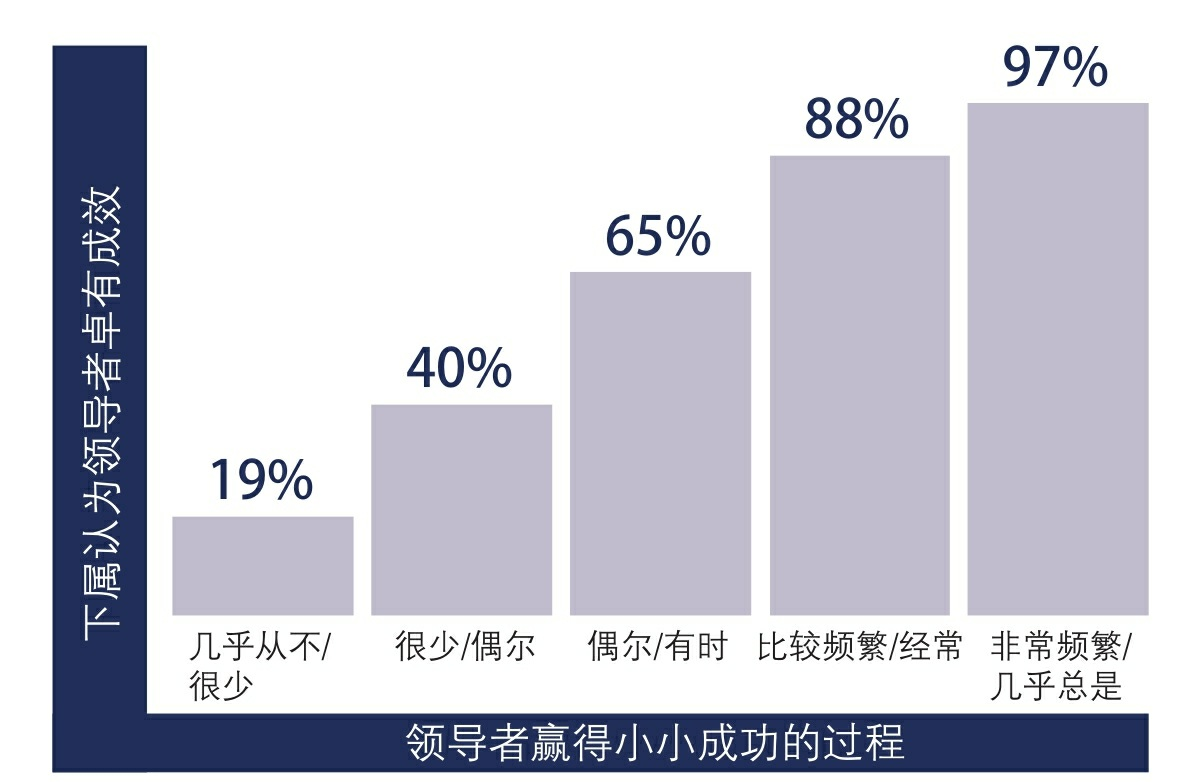 下属认为领导者卓有成效
97%
88%
65%
40%
19%
几乎从不/
很少
很少/偶尔
偶尔/有时
比较频繁/经常
非常频繁/
几乎总是
领导者赢得小小成功的过程